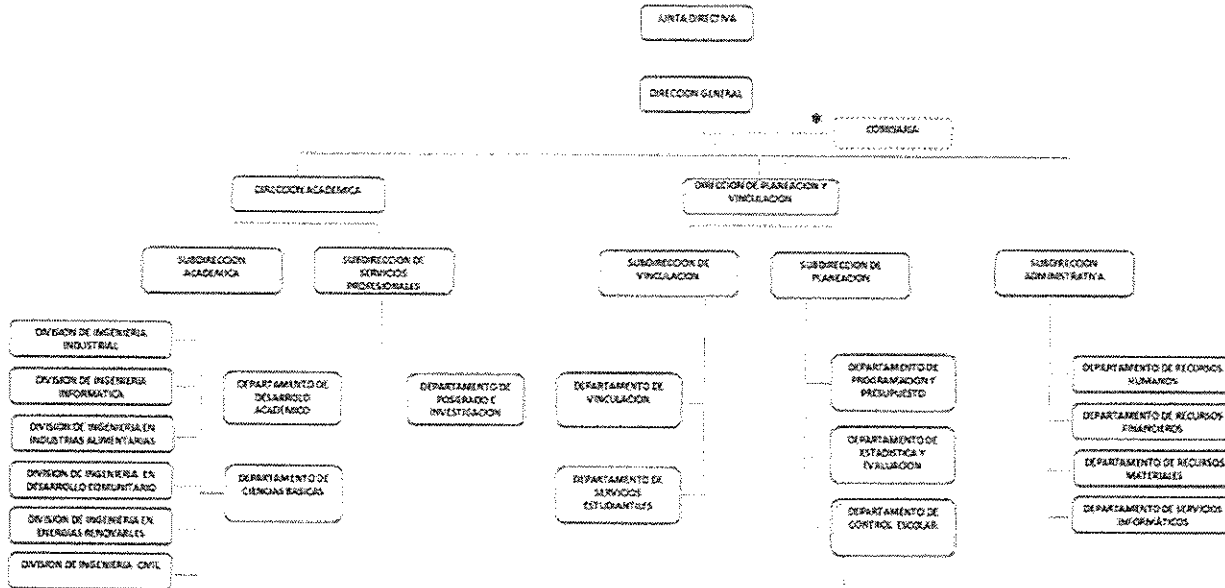 JUNTA DIRECTIVA
DIRECCION GENERAL
COMISARIA
DIRECCION ACADEMICA
DIRECCION DE PLANEACION Y
VINCULACION
SUBDIRECCION
ACADEMICA
SUBDIRECCION DE
SERVICIOS
PROFESIONALES
SUBDIRECCION DE
VINCULACION
SUBDIRECCION DE
PLANEACION
SUBDIRECCION
ADMINISTRATIVA
DIVISION DE INGENIERIA
INDUSTRIAL
DIVISION DE INGENIERIA
INFORMATICA
DIVISION DE INGENIERIA EN
INDUSTRIAS ALIMENTARIAS
DIVISION DE INGENIERIA EN
DESARROLLO COMUNITARIO
DIVISION DE INGENIERIA EN
ENERGIAS RENOVABLES
DIVISION DE INGENIERIA CIVIL
DEPARTAMENTO DE
DESARROLLO
ACADÉMICO
DEPARTAMENTO DE
CIENCIAS BASICAS
DEPARTAMENTO DE
POSGRADO E
INVESTIGACION
DEPARTAMENTO DE
VINCULACION
DEPARTAMENTO DE
SERVICIOS
ESTUDIANTILES
DEPARTAMENTO DE
PROGRAMACION Y
PRESUPUESTO
DEPARTAMENTO DE
ESTADISTICA Y
EVALUACION
DEPARTAMENTO DE
CONTROL ESCOLAR
DEPARTAMENTO DE RECURSOS
HUMANOS
DEPARTAMENTO DE RECURSOS
FINANCIEROS
DEPARTAMENTO DE RECURSOS
MATERIALES
DEPARTAMENTO DE SERVICIOS
INFORMÁTICOS